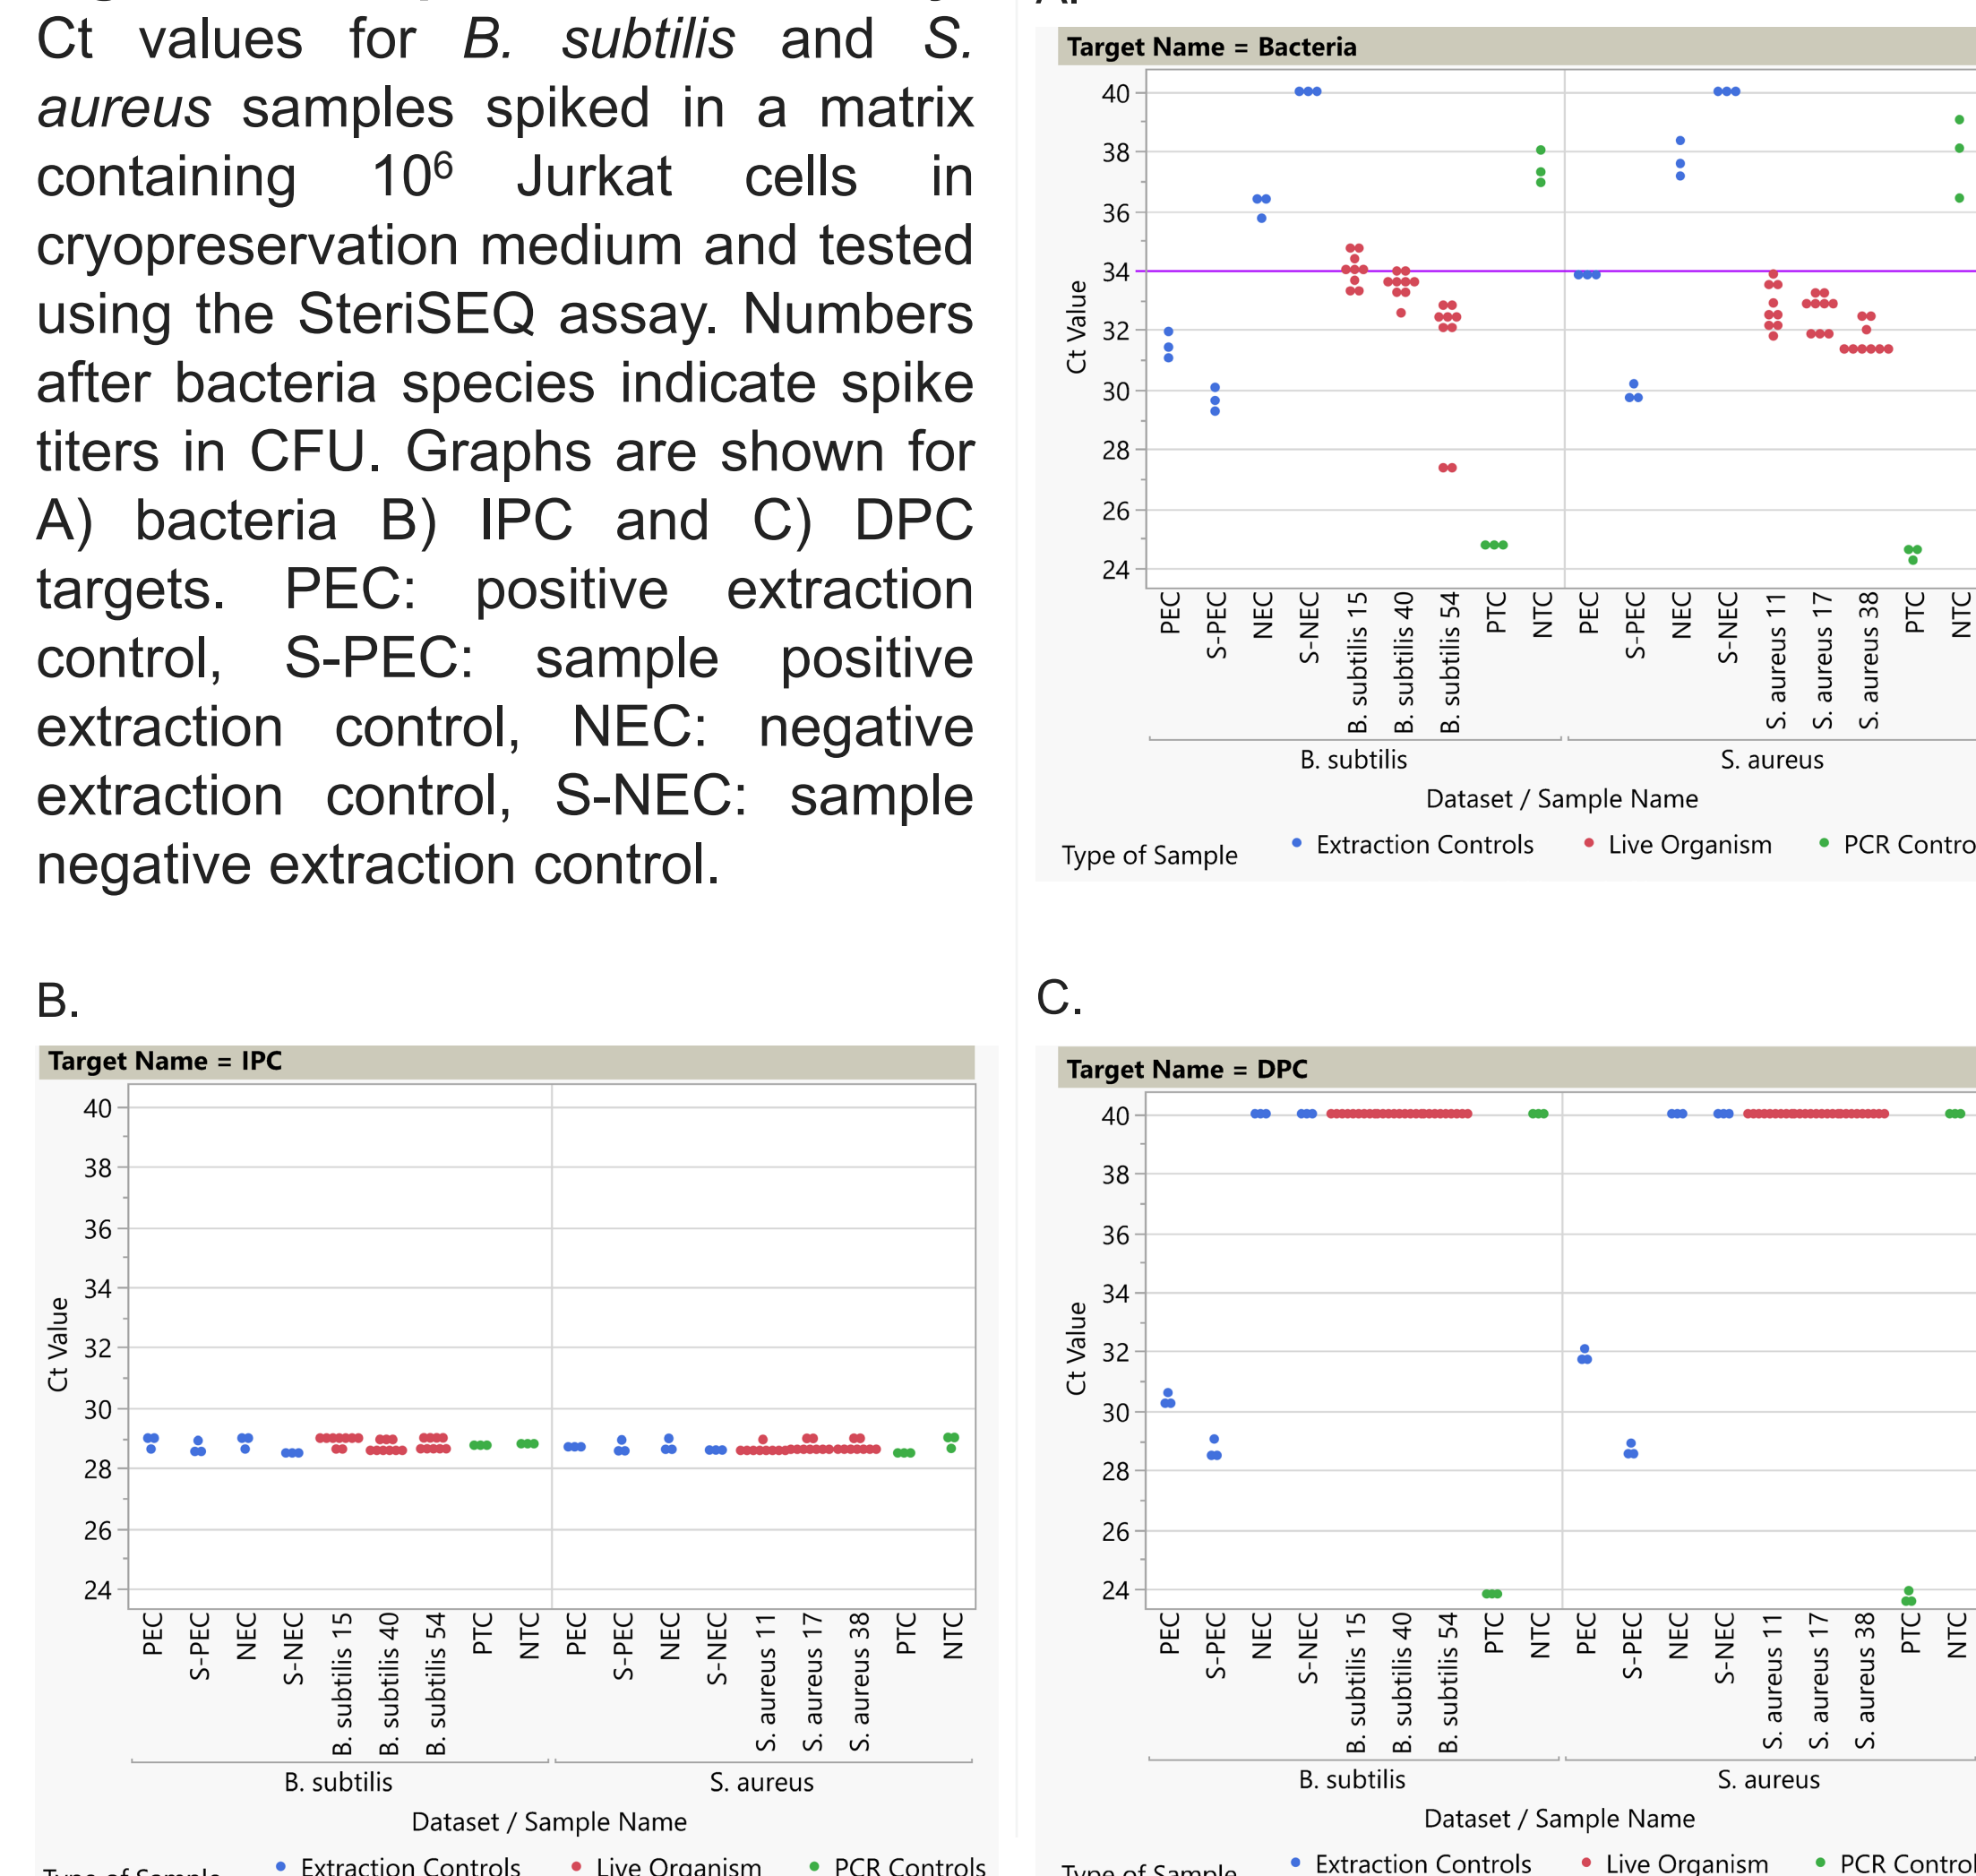 Ct values for B. subtilis and S.
aureus samples spiked in a matrix
containing 10⁶ Jurkat cells in
cryopreservation medium and tested
using the SteriSEQ assay. Numbers
after bacteria species indicate spike
titers in CFU. Graphs are shown for
A) bacteria B) IPC and C) DPC
targets. PEC: positive extraction
control, S-PEC: sample positive
extraction control, NEC: negative
extraction control, S-NEC: sample
negative extraction control.
Target Name = Bacteria
Ct Value
40
38
36
34
32
30
28
26
24
PEC
S-PEC
NEC
S-NEC
B. subtilis 15
B. subtilis 40
B. subtilis 54
PTC
NTC
PEC
S-PEC
NEC
S-NEC
S. aureus 11
S. aureus 17
S. aureus 38
PTC
NTC
B. subtilis
S. aureus
Dataset / Sample Name
Type of Sample
Extraction Controls
Live Organism
PCR Contro
B.
Target Name = IPC
Ct Value
40
38
36
34
32
30
28
26
24
PEC
S-PEC
NEC
S-NEC
B. subtilis 15
B. subtilis 40
B. subtilis 54
PTC
NTC
PEC
S-PEC
NEC
S-NEC
S. aureus 11
S. aureus 17
S. aureus 38
PTC
NTC
B. subtilis
S. aureus
Dataset / Sample Name
Type of Sample
Extraction Controls
Live Organism
PCR Controls
C.
Target Name = DPC
Ct Value
40
38
36
34
32
30
28
26
24
PEC
S-PEC
NEC
S-NEC
B. subtilis 15
B. subtilis 40
B. subtilis 54
PTC
NTC
PEC
S-PEC
NEC
S-NEC
S. aureus 11
S. aureus 17
S. aureus 38
PTC
NTC
B. subtilis
S. aureus
Dataset / Sample Name
Type of Sample
Extraction Controls
Live Organism
PCR Control